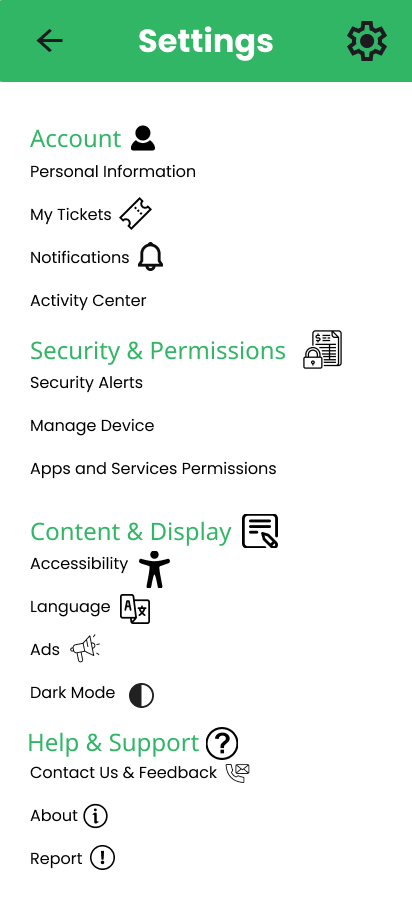 Settings
Account
Personal Information
My Tickets
Notifications
Activity Center
Security & Permissions
Security Alerts
Manage Device
Apps and Services Permissions
Content & Display
Accessibility
Language
Ads
Dark Mode
Help & Support
Contact Us & Feedback
About
Report